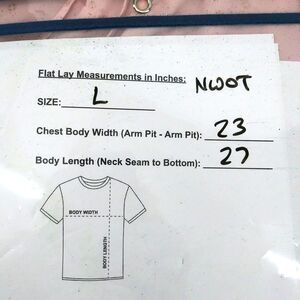 Flat Lay Measurements in Inches: NWOT
SIZE: L
Chest Body Width (Arm Pit - Arm Pit): 23
Body Length (Neck Seam to Bottom): 27
BODY WIDTH
BODY LENGTH